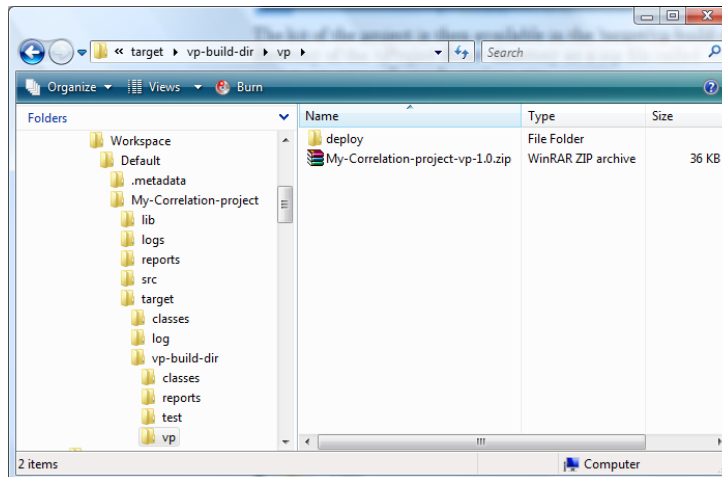 « target ▸ vp-build-dir ▸ vp ▸ Search
Organize Views Burn
Folders
Name Type Size
Workspace
Default
.metadata
My-Correlation-project
lib
logs
reports
src
target
classes
log
vp-build-dir
classes
reports
test
vp
deploy File Folder
My-Correlation-project-vp-1.0.zip WinRAR ZIP archive 36 KB
2 items Computer